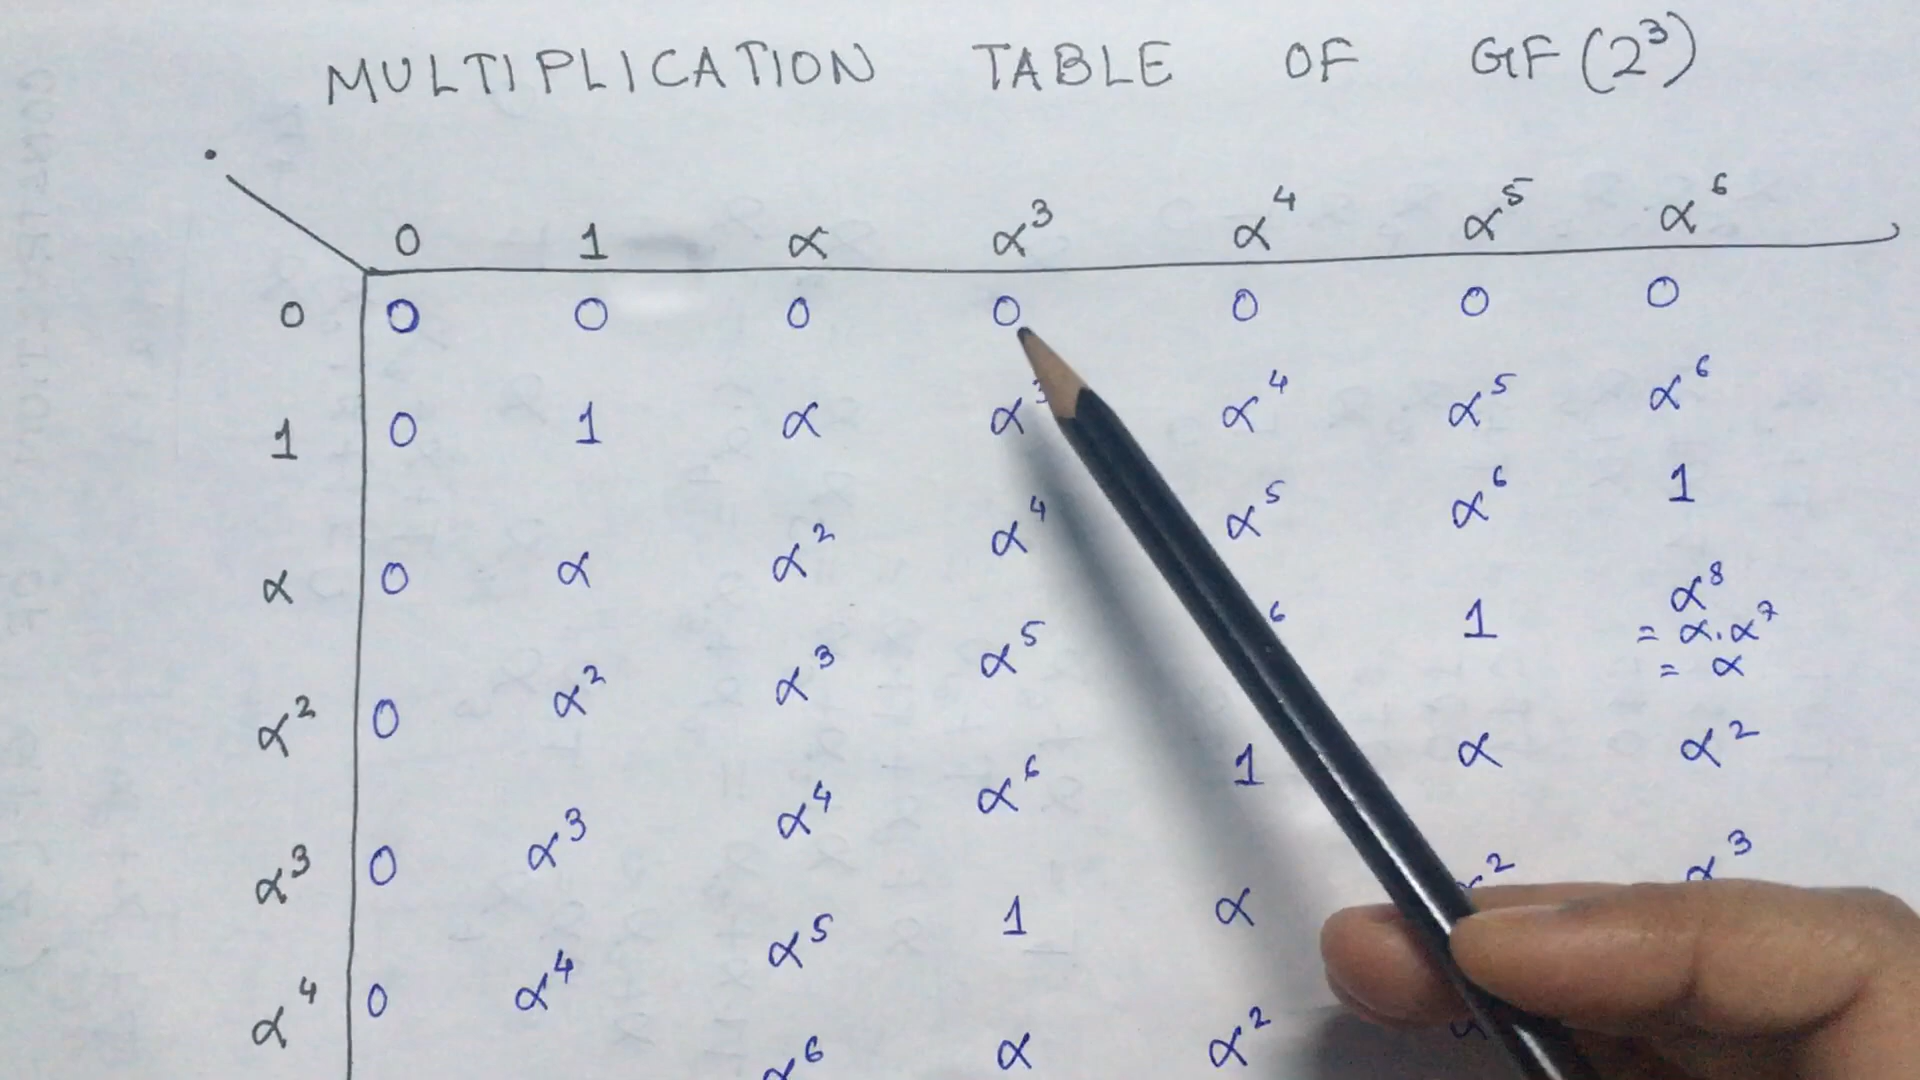 MULTIPLICATION TABLE OF GF(2³)
· 0 1 α α³ α⁴ α⁵ α⁶
0 0 0 0 0 0 0 0
1 0 1 α α³ α⁴ α⁵ α⁶
α 0 α α² α⁴ α⁵ α⁶ 1
α² 0 α² α³ α⁵ ⁶ 1 α⁸
= α.α⁷
= α
α³ 0 α³ α⁴ α⁶ 1 α α²
α⁴ 0 α⁴ α⁵ 1 α α² α³
α⁶ α α²